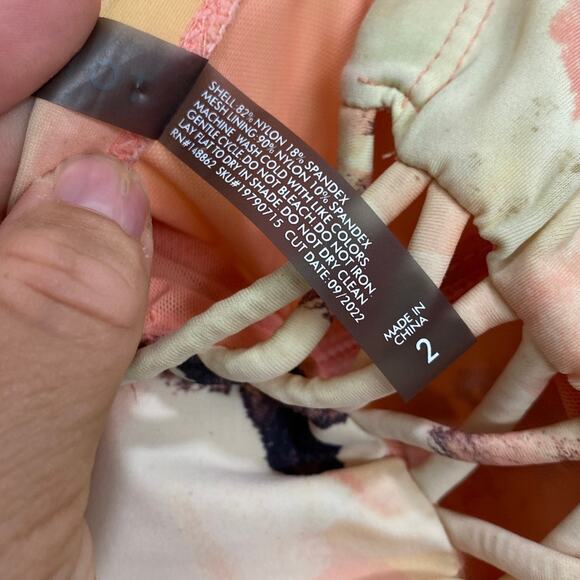 SHELL 82% NYLON 18% SPANDEX
MESH LINING: 90% NYLON 10% SPANDEX
MACHINE WASH COLD WITH LIKE COLORS.
GENTLE CYCLE. DO NOT BLEACH DO NOT IRON.
LAY FLAT TO DRY IN SHADE. DO NOT DRY CLEAN.
RN#148862 SKU#19790715 CUT DATE:09/2022
MADE IN
CHINA
2